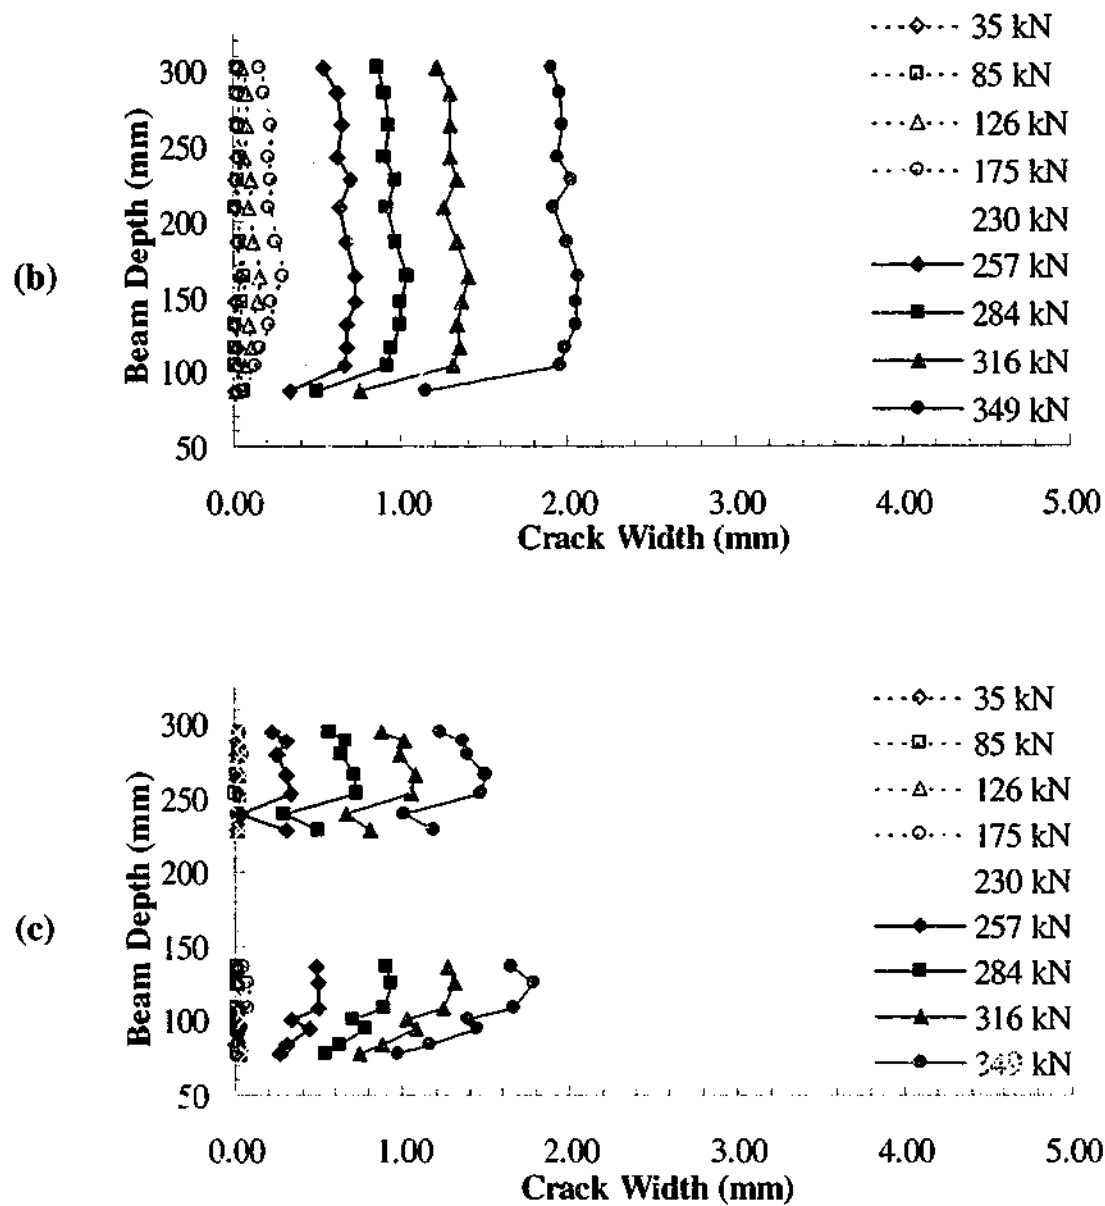 35 kN
85 kN
126 kN
175 kN
230 kN
257 kN
284 kN
316 kN
349 kN
300
250
200
150
100
50
Beam Depth (mm)
(b)
0.00 1.00 2.00 3.00 4.00 5.00
Crack Width (mm)
35 kN
85 kN
126 kN
175 kN
230 kN
257 kN
284 kN
316 kN
349 kN
300
250
200
150
100
50
Beam Depth (mm)
(c)
0.00 1.00 2.00 3.00 4.00 5.00
Crack Width (mm)